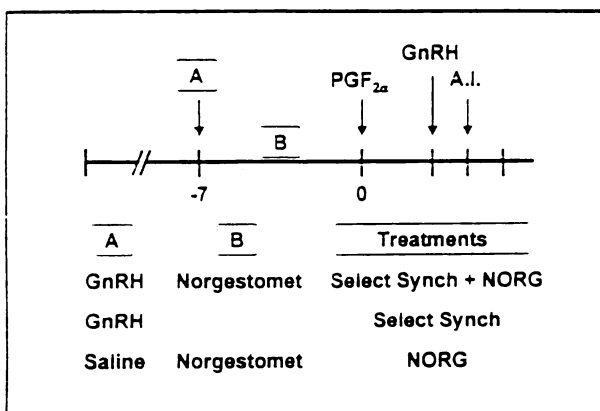 GnRH
A PGF2α A.I.
B
-7 0
A B Treatments
GnRH Norgestomet Select Synch + NORG
GnRH Select Synch
Saline Norgestomet NORG